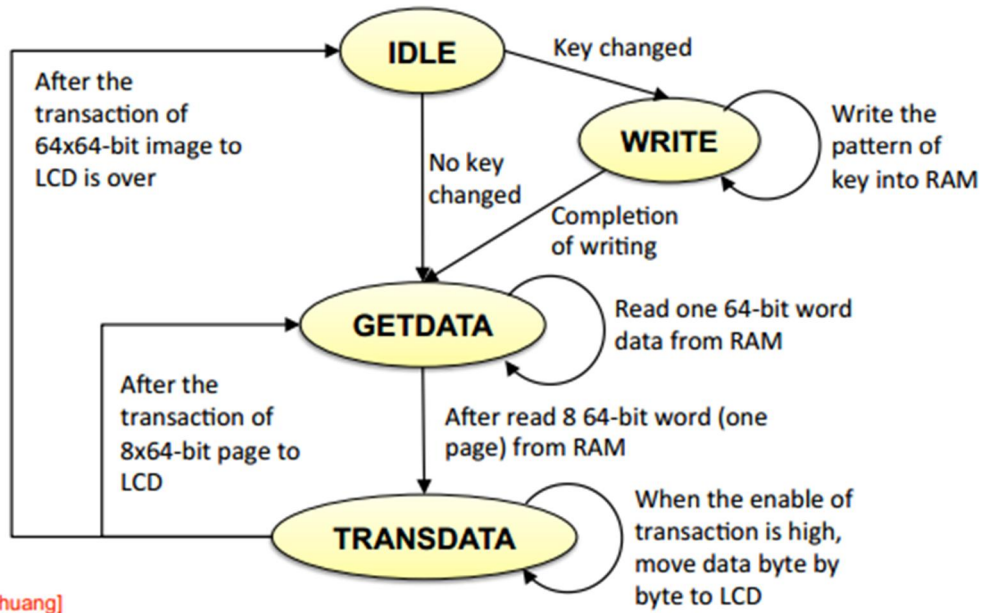 IDLE
Key changed
After the
transaction of
64x64-bit image to
LCD is over
WRITE
Write the
pattern of
key into RAM
No key
changed
Completion
of writing
GETDATA
Read one 64-bit word
data from RAM
After the
transaction of
8x64-bit page to
LCD
After read 8 64-bit word (one
page) from RAM
TRANSDATA
When the enable of
transaction is high,
move data byte by
byte to LCD
huang]